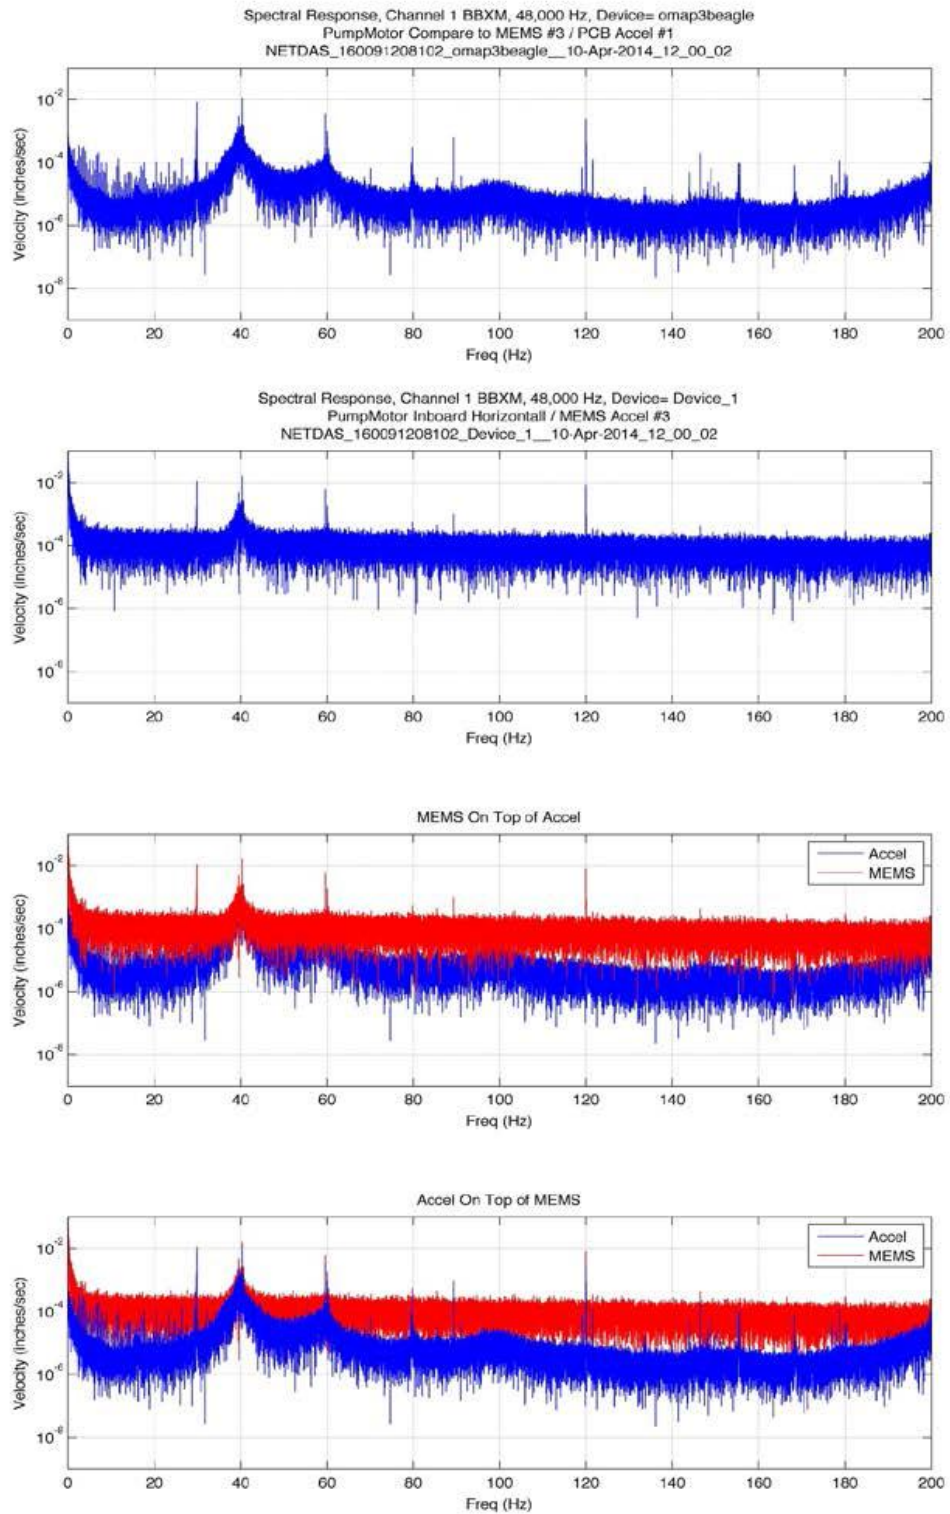 Spectral Response, Channel 1 BBXM, 48,000 Hz, Device= omap3beagle
PumpMotor Compare to MEMS #3 / PCB Accel #1
NETDAS_160091208102_omap3beagle__10-Apr-2014_12_00_02
10-2
10-4
10-6
10-8
Velocity (inches/sec)
0 20 40 60 80 100 120 140 160 180 200
Freq (Hz)
Spectral Response, Channel 1 BBXM, 48,000 Hz, Device= Device_1
PumpMotor Inboard Horizontall / MEMS Accel #3
NETDAS_160091208102_Device_1__10-Apr-2014_12_00_02
10-2
10-4
10-6
Velocity (inches/sec)
0 20 40 60 80 100 120 140 160 180 200
Freq (Hz)
MEMS On Top of Accel
Accel
MEMS
10-2
10-4
10-6
10-8
Velocity (inches/sec)
0 20 40 60 80 100 120 140 160 180 200
Freq (Hz)
Accel On Top of MEMS
Accel
MEMS
10-2
10-4
10-6
10-8
Velocity (inches/sec)
0 20 40 60 80 100 120 140 160 180 200
Freq (Hz)